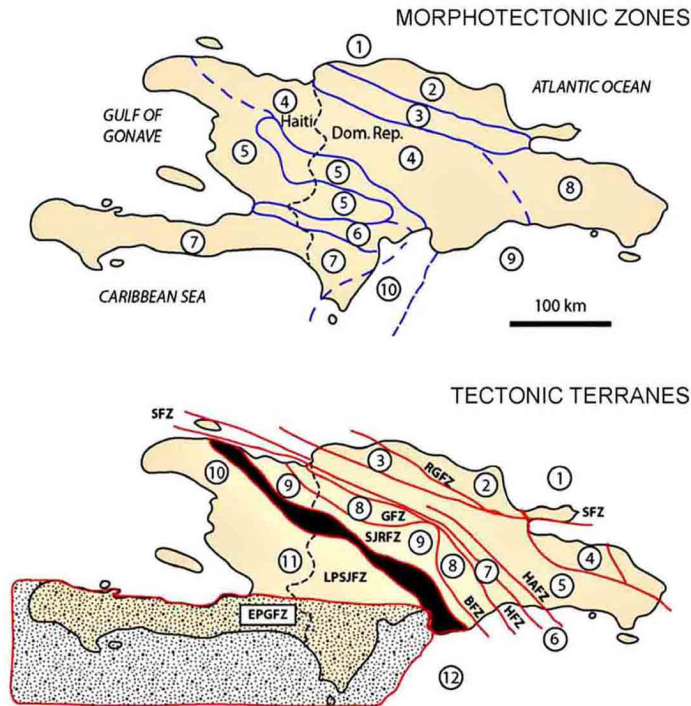 MORPHOTECTONIC ZONES
1
2
ATLANTIC OCEAN
3
4
GULF OF
GONAVE
Haiti
Dom. Rep.
4
5
5
8
5
6
7
7
9
10
CARIBBEAN SEA
100 km
TECTONIC TERRANES
SFZ
3
RGFZ
1
10
9
2
8
GFZ
SFZ
SJRFZ
9
4
11
8
7
HAFZ
5
LPSJFZ
EPGFZ
BFZ
HFZ
6
12